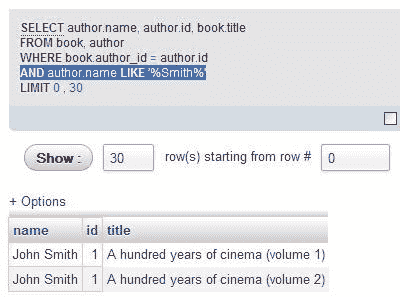 SELECT author.name, author.id, book.title
FROM book, author
WHERE book.author_id = author.id
AND author.name LIKE '%Smith%'
LIMIT 0 , 30
Show : 30 row(s) starting from row # 0
+ Options
name id title
John Smith 1 A hundred years of cinema (volume 1)
John Smith 1 A hundred years of cinema (volume 2)